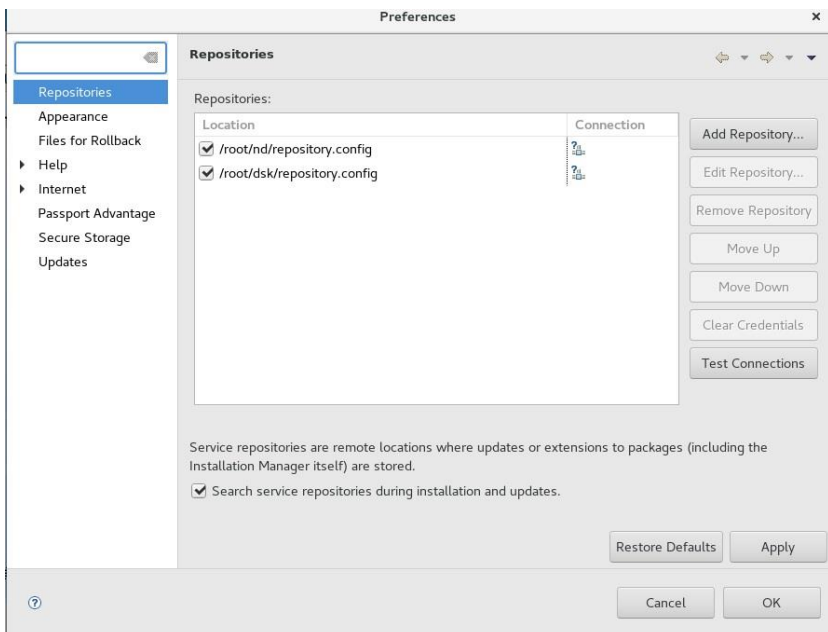 Preferences
Repositories
Repositories
Appearance
Files for Rollback
Help
Internet
Passport Advantage
Secure Storage
Updates
Repositories:
Location Connection
/root/nd/repository.config
/root/dsk/repository.config
Add Repository...
Edit Repository...
Remove Repository
Move Up
Move Down
Clear Credentials
Test Connections
Service repositories are remote locations where updates or extensions to packages (including the
Installation Manager itself) are stored.
Search service repositories during installation and updates.
Restore Defaults Apply
Cancel OK